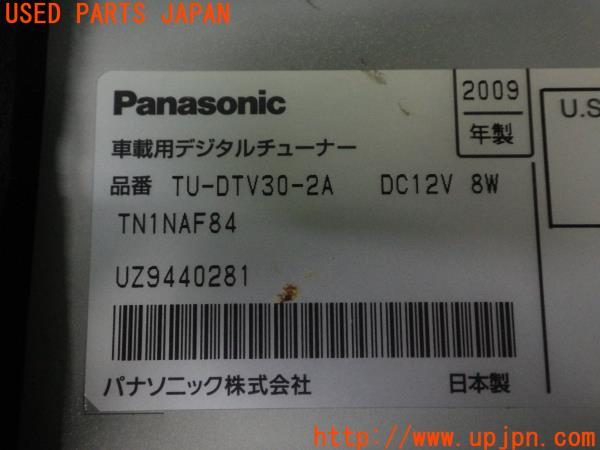 USED PARTS JAPAN
Panasonic
2009
年製
U.S
車載用デジタルチューナー
品番 TU-DTV30-2A DC12V 8W
TN1NAF84
UZ9440281
パナソニック株式会社 日本製
http://www.upjpn.com